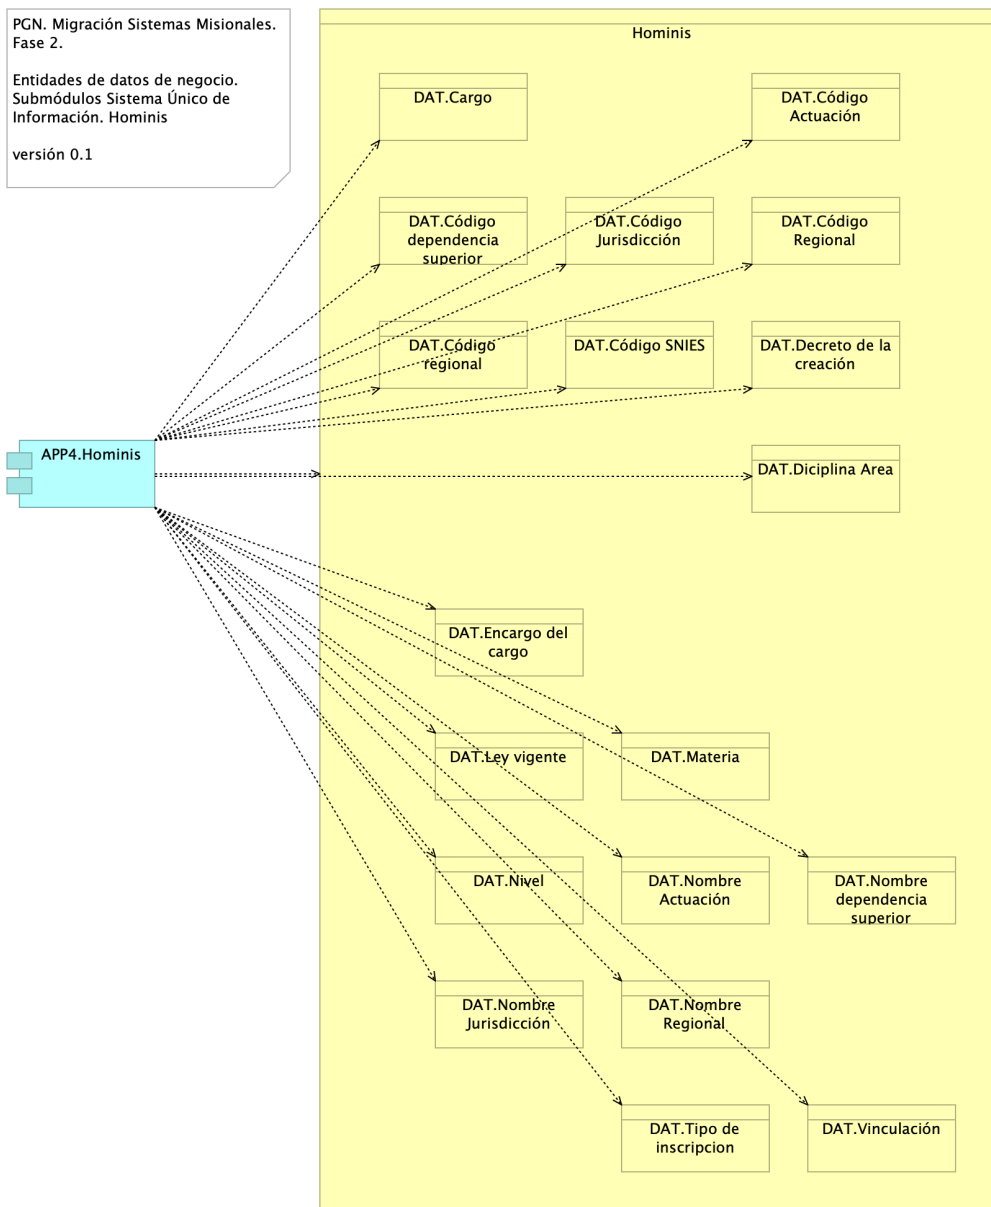 PGN. Migración Sistemas Misionales.
Fase 2.
Entidades de datos de negocio.
Submódulos Sistema Único de
Información. Hominis
versión 0.1
Hominis
DAT.Cargo
DAT.Código
Actuación
DAT.Código
dependencia
superior
DAT.Código
Jurisdicción
DAT.Código
Regional
DAT.Código
regional
DAT.Código SNIES
DAT.Decreto de la
creación
APP4.Hominis
DAT.Diciplina Area
DAT.Encargo del
cargo
DAT.Ley vigente
DAT.Materia
DAT.Nivel
DAT.Nombre
Actuación
DAT.Nombre
dependencia
superior
DAT.Nombre
Jurisdicción
DAT.Nombre
Regional
DAT.Tipo de
inscripcion
DAT.Vinculación